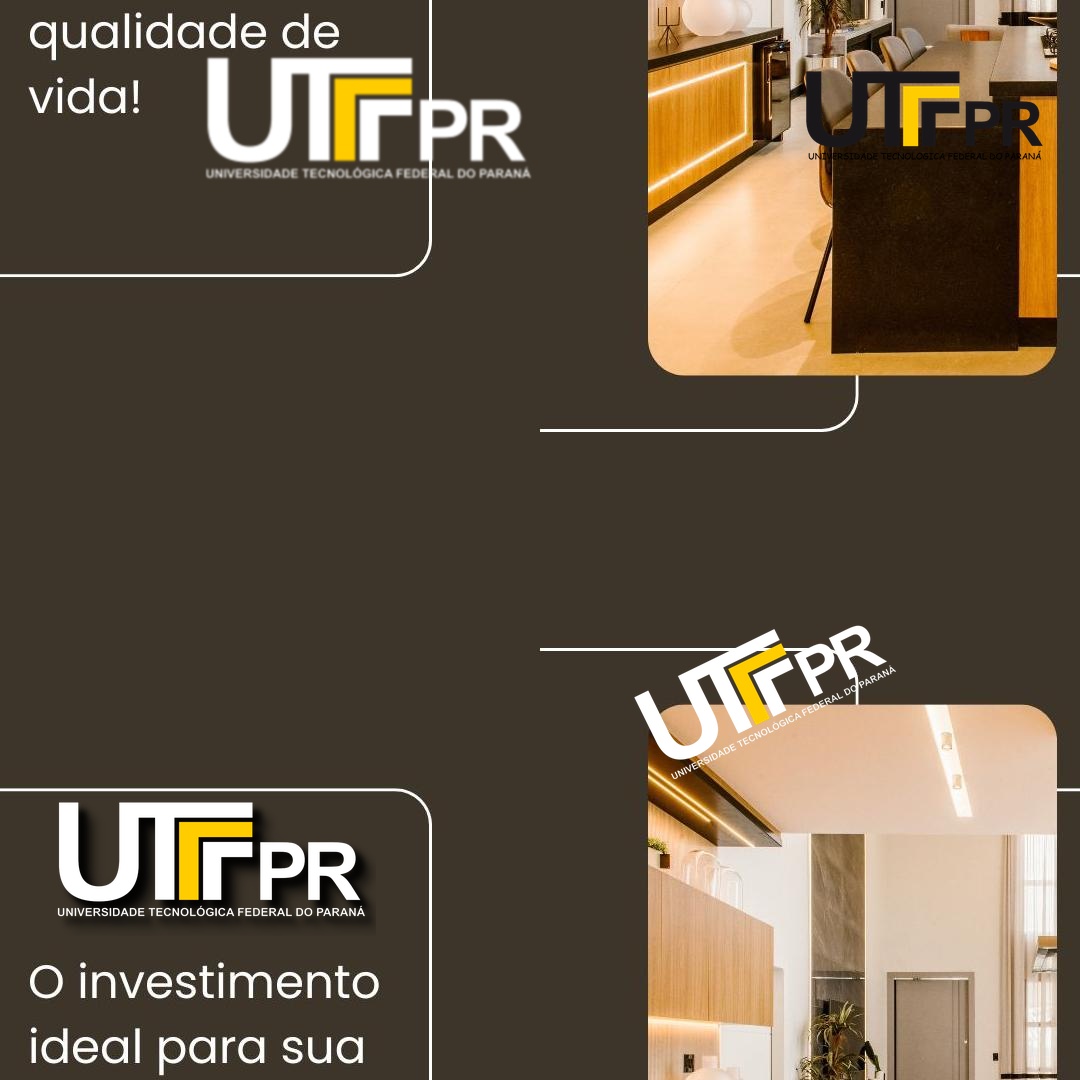 qualidade de
vida!
UTFPR
UNIVERSIDADE TECNOLÓGICA FEDERAL DO PARANÁ
UTFPR
UNIVERSIDADE TECNOLÓGICA FEDERAL DO PARANÁ
UTFPR
UNIVERSIDADE TECNOLÓGICA FEDERAL DO PARANÁ
UTFPR
UNIVERSIDADE TECNOLÓGICA FEDERAL DO PARANÁ
O investimento
ideal para sua